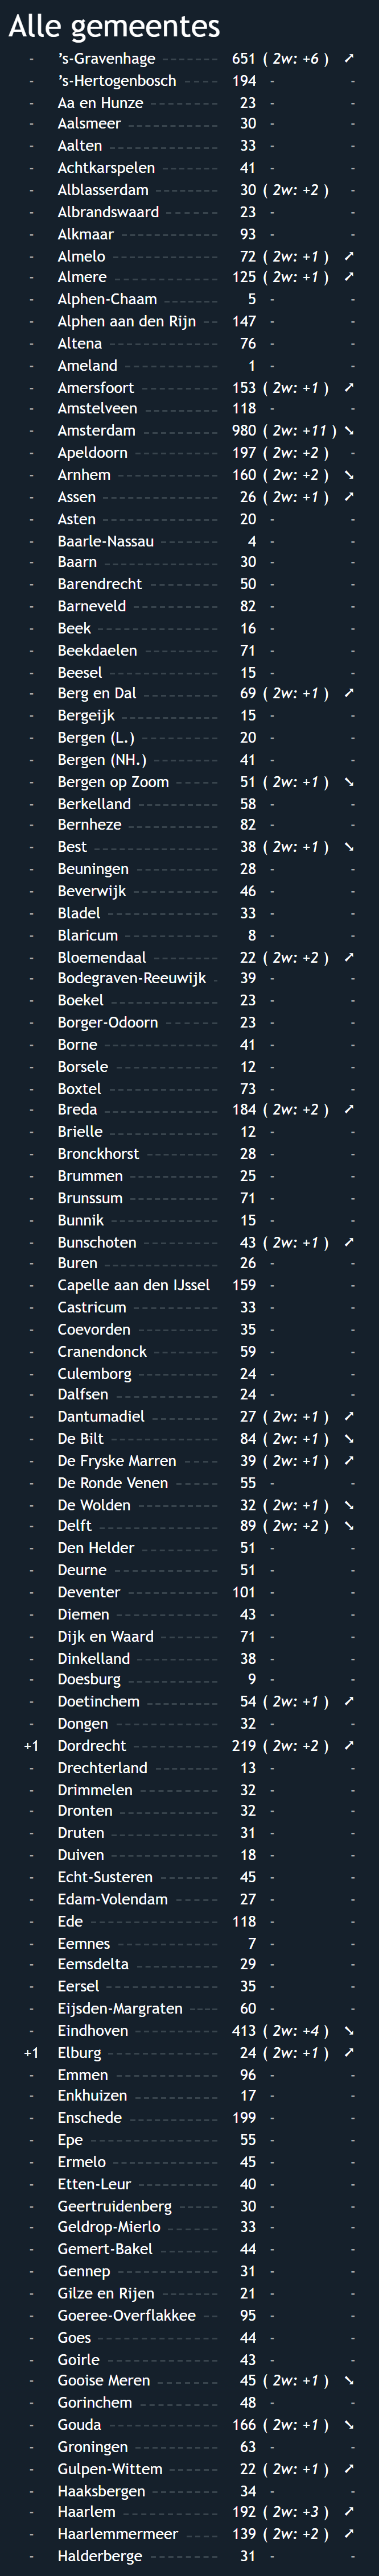 Alle gemeentes
- ’s-Gravenhage 651 ( 2w: +6 ) ➚
- ’s-Hertogenbosch 194 - -
- Aa en Hunze 23 - -
- Aalsmeer 30 - -
- Aalten 33 - -
- Achtkarspelen 41 - -
- Alblasserdam 30 ( 2w: +2 ) -
- Albrandswaard 23 - -
- Alkmaar 93 - -
- Almelo 72 ( 2w: +1 ) ➚
- Almere 125 ( 2w: +1 ) ➚
- Alphen-Chaam 5 - -
- Alphen aan den Rijn 147 - -
- Altena 76 - -
- Ameland 1 - -
- Amersfoort 153 ( 2w: +1 ) ➚
- Amstelveen 118 - -
- Amsterdam 980 ( 2w: +11 ) ➘
- Apeldoorn 197 ( 2w: +2 ) -
- Arnhem 160 ( 2w: +2 ) ➘
- Assen 26 ( 2w: +1 ) ➚
- Asten 20 - -
- Baarle-Nassau 4 - -
- Baarn 30 - -
- Barendrecht 50 - -
- Barneveld 82 - -
- Beek 16 - -
- Beekdaelen 71 - -
- Beesel 15 - -
- Berg en Dal 69 ( 2w: +1 ) ➚
- Bergeijk 15 - -
- Bergen (L.) 20 - -
- Bergen (NH.) 41 - -
- Bergen op Zoom 51 ( 2w: +1 ) ➘
- Berkelland 58 - -
- Bernheze 82 - -
- Best 38 ( 2w: +1 ) ➘
- Beuningen 28 - -
- Beverwijk 46 - -
- Bladel 33 - -
- Blaricum 8 - -
- Bloemendaal 22 ( 2w: +2 ) ➚
- Bodegraven-Reeuwijk 39 - -
- Boekel 23 - -
- Borger-Odoorn 23 - -
- Borne 41 - -
- Borsele 12 - -
- Boxtel 73 - -
- Breda 184 ( 2w: +2 ) ➚
- Brielle 12 - -
- Bronckhorst 28 - -
- Brummen 25 - -
- Brunssum 71 - -
- Bunnik 15 - -
- Bunschoten 43 ( 2w: +1 ) ➚
- Buren 26 - -
- Capelle aan den IJssel 159 - -
- Castricum 33 - -
- Coevorden 35 - -
- Cranendonck 59 - -
- Culemborg 24 - -
- Dalfsen 24 - -
- Dantumadiel 27 ( 2w: +1 ) ➚
- De Bilt 84 ( 2w: +1 ) ➘
- De Fryske Marren 39 ( 2w: +1 ) ➚
- De Ronde Venen 55 - -
- De Wolden 32 ( 2w: +1 ) ➘
- Delft 89 ( 2w: +2 ) ➘
- Den Helder 51 - -
- Deurne 51 - -
- Deventer 101 - -
- Diemen 43 - -
- Dijk en Waard 71 - -
- Dinkelland 38 - -
- Doesburg 9 - -
- Doetinchem 54 ( 2w: +1 ) ➚
- Dongen 32 - -
+1 Dordrecht 219 ( 2w: +2 ) ➚
- Drechterland 13 - -
- Drimmelen 32 - -
- Dronten 32 - -
- Druten 31 - -
- Duiven 18 - -
- Echt-Susteren 45 - -
- Edam-Volendam 27 - -
- Ede 118 - -
- Eemnes 7 - -
- Eemsdelta 29 - -
- Eersel 35 - -
- Eijsden-Margraten 60 - -
- Eindhoven 413 ( 2w: +4 ) ➘
+1 Elburg 24 ( 2w: +1 ) ➚
- Emmen 96 - -
- Enkhuizen 17 - -
- Enschede 199 - -
- Epe 55 - -
- Ermelo 45 - -
- Etten-Leur 40 - -
- Geertruidenberg 30 - -
- Geldrop-Mierlo 33 - -
- Gemert-Bakel 44 - -
- Gennep 31 - -
- Gilze en Rijen 21 - -
- Goeree-Overflakkee 95 - -
- Goes 44 - -
- Goirle 43 - -
- Gooise Meren 45 ( 2w: +1 ) ➘
- Gorinchem 48 - -
- Gouda 166 ( 2w: +1 ) ➘
- Groningen 63 - -
- Gulpen-Wittem 22 ( 2w: +1 ) ➚
- Haaksbergen 34 - -
- Haarlem 192 ( 2w: +3 ) ➚
- Haarlemmermeer 139 ( 2w: +2 ) ➚
- Halderberge 31 - -